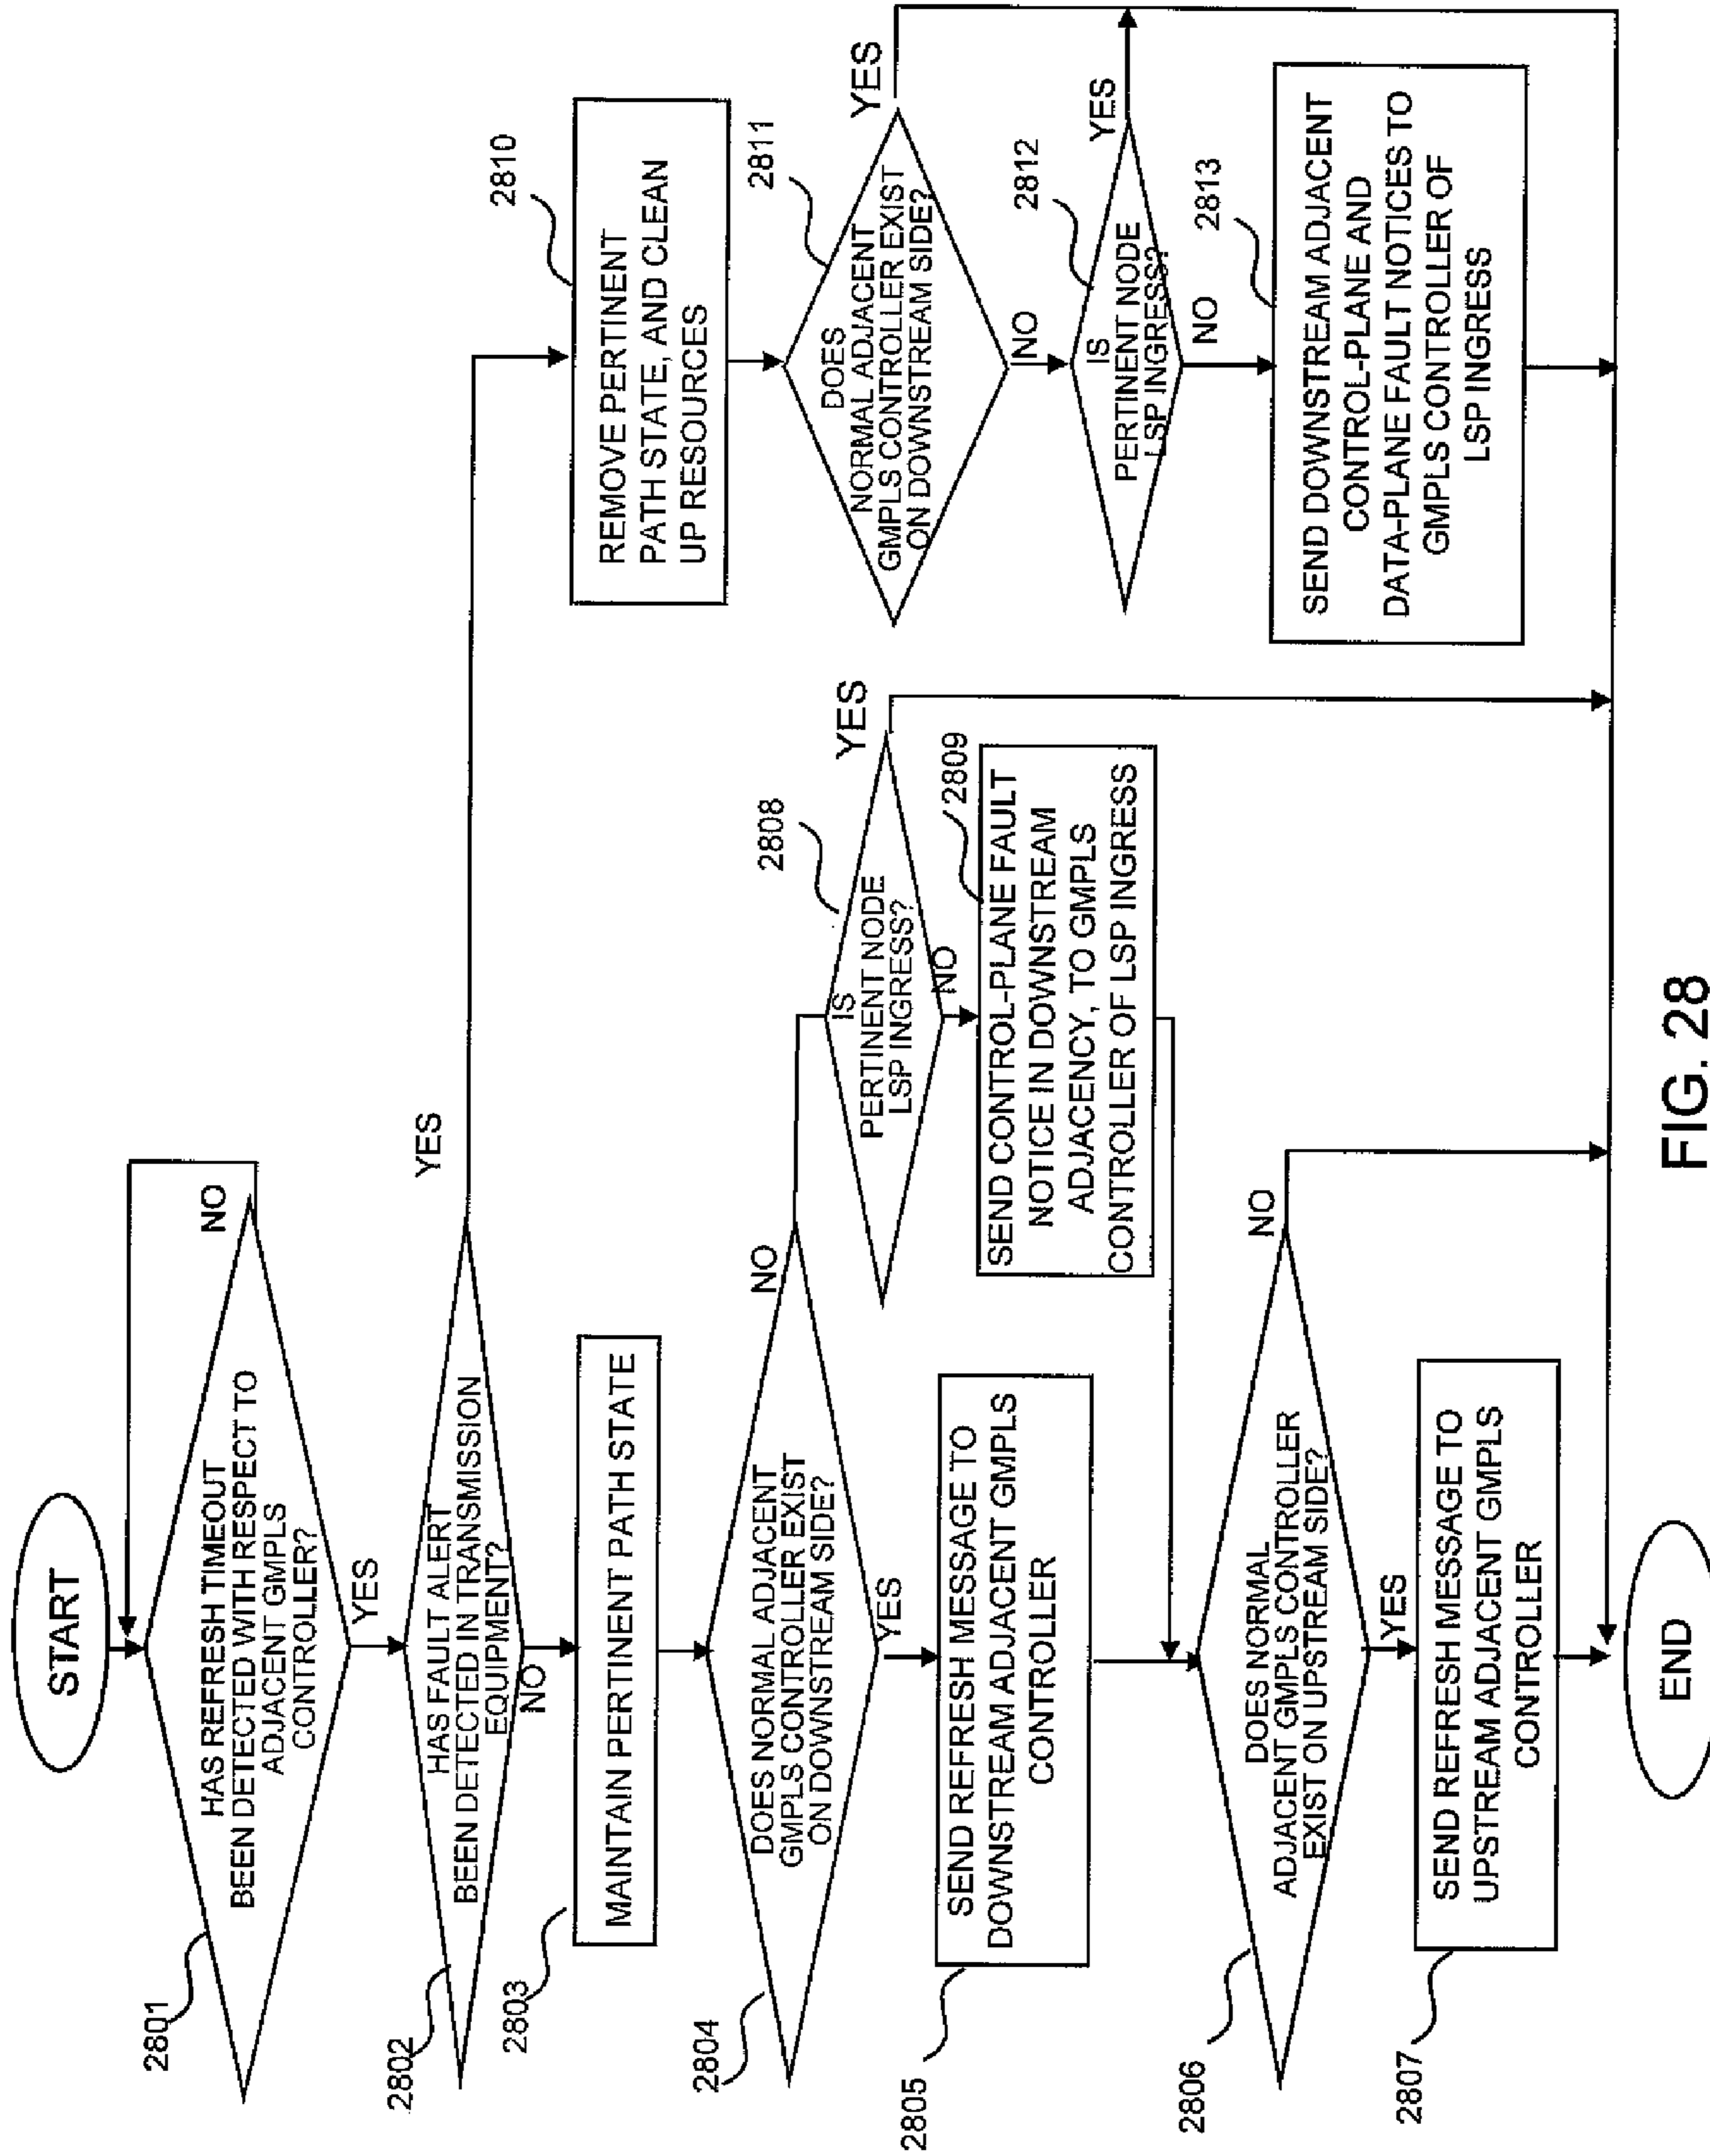 START
2801
HAS REFRESH TIMEOUT
BEEN DETECTED WITH RESPECT TO
ADJACENT GMPLS
CONTROLLER?
NO
YES
2802
HAS FAULT ALERT
BEEN DETECTED IN TRANSMISSION
EQUIPMENT?
YES
NO
2803
MAINTAIN PERTINENT PATH STATE
2804
DOES NORMAL ADJACENT
GMPLS CONTROLLER EXIST
ON DOWNSTREAM SIDE?
NO
YES
2805
SEND REFRESH MESSAGE TO
DOWNSTREAM ADJACENT GMPLS
CONTROLLER
2806
DOES NORMAL
ADJACENT GMPLS CONTROLLER
EXIST ON UPSTREAM SIDE?
NO
YES
2807
SEND REFRESH MESSAGE TO
UPSTREAM ADJACENT GMPLS
CONTROLLER
END
2808
IS
PERTINENT NODE
LSP INGRESS?
YES
NO
2809
SEND CONTROL-PLANE FAULT
NOTICE IN DOWNSTREAM
ADJACENCY, TO GMPLS
CONTROLLER OF LSP INGRESS
2810
REMOVE PERTINENT
PATH STATE, AND CLEAN
UP RESOURCES
2811
DOES
NORMAL ADJACENT
GMPLS CONTROLLER EXIST
ON DOWNSTREAM SIDE?
YES
NO
2812
IS
PERTINENT NODE
LSP INGRESS?
YES
NO
2813
SEND DOWNSTREAM ADJACENT
CONTROL-PLANE AND
DATA-PLANE FAULT NOTICES TO
GMPLS CONTROLLER OF
LSP INGRESS
FIG. 28